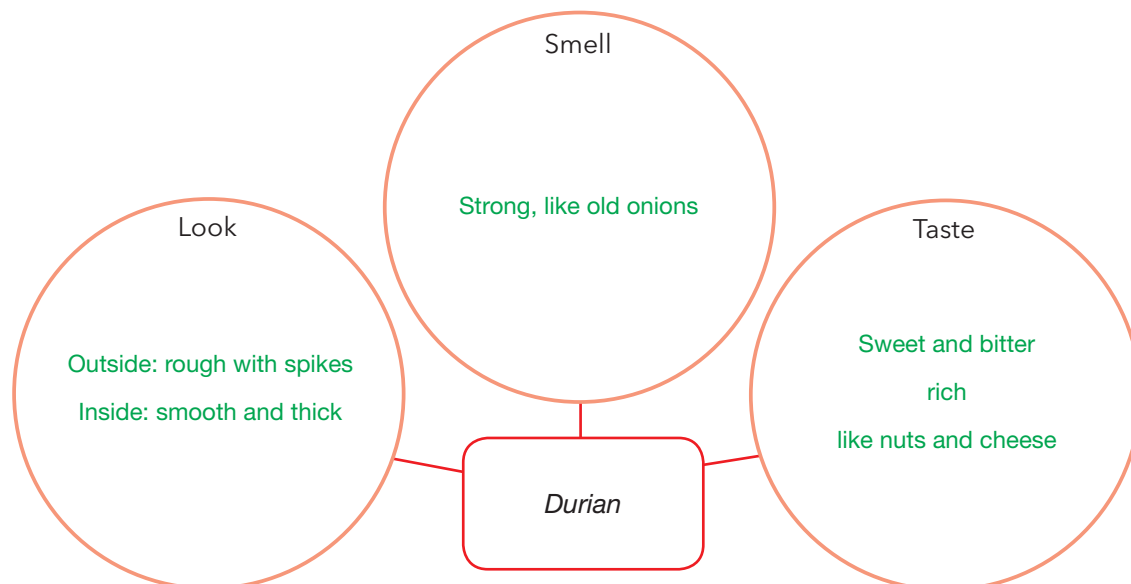 Smell
Strong, like old onions
Look
Outside: rough with spikes
Inside: smooth and thick
Taste
Sweet and bitter
rich
like nuts and cheese
Durian